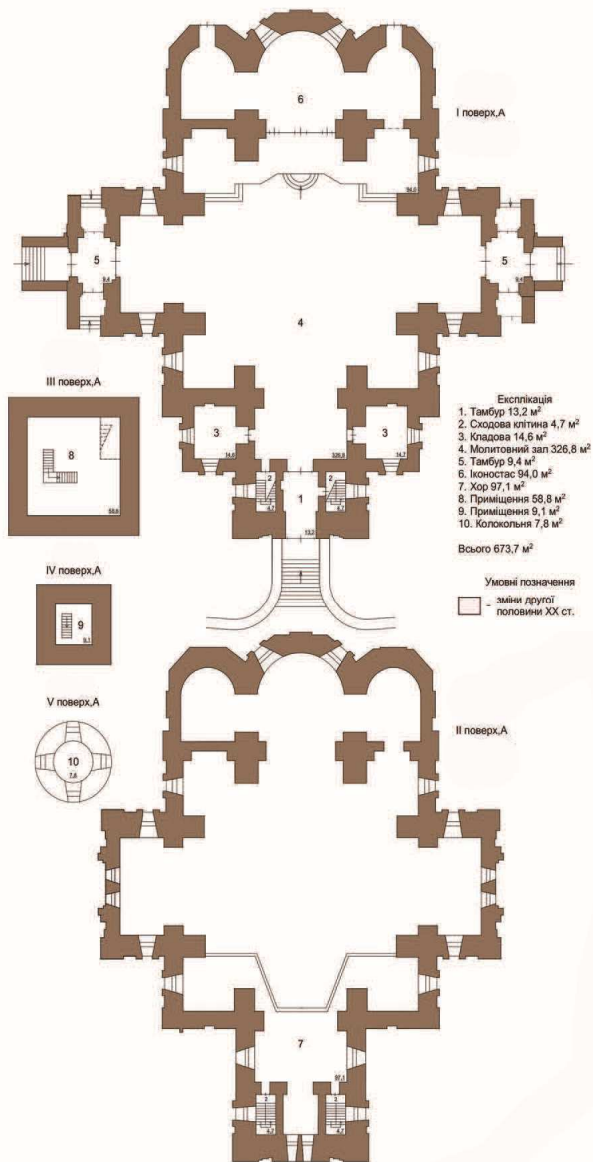 6
I поверх,А
94,0
5
9,4
5
9,4
4
III поверх,А
8
3
14,6
3
14,7
326,8
2
4,7
1
2
4,7
13,2
Експлікація
1. Тамбур 13,2 м²
2. Сходова клітина 4,7 м²
3. Кладова 14,6 м²
4. Молитовний зал 326,8 м²
5. Тамбур 9,4 м²
6. Іконостас 94,0 м²
7. Хор 97,1 м²
8. Приміщення 58,8 м²
9. Приміщення 9,1 м²
10. Колокольня 7,8 м²
Всього 673,7 м²
IV поверх,А
9
9,1
Умовні позначення
- зміни другої
половини ХХ ст.
V поверх,А
10
7,8
II поверх,А
7
97,1
4,7
4,7